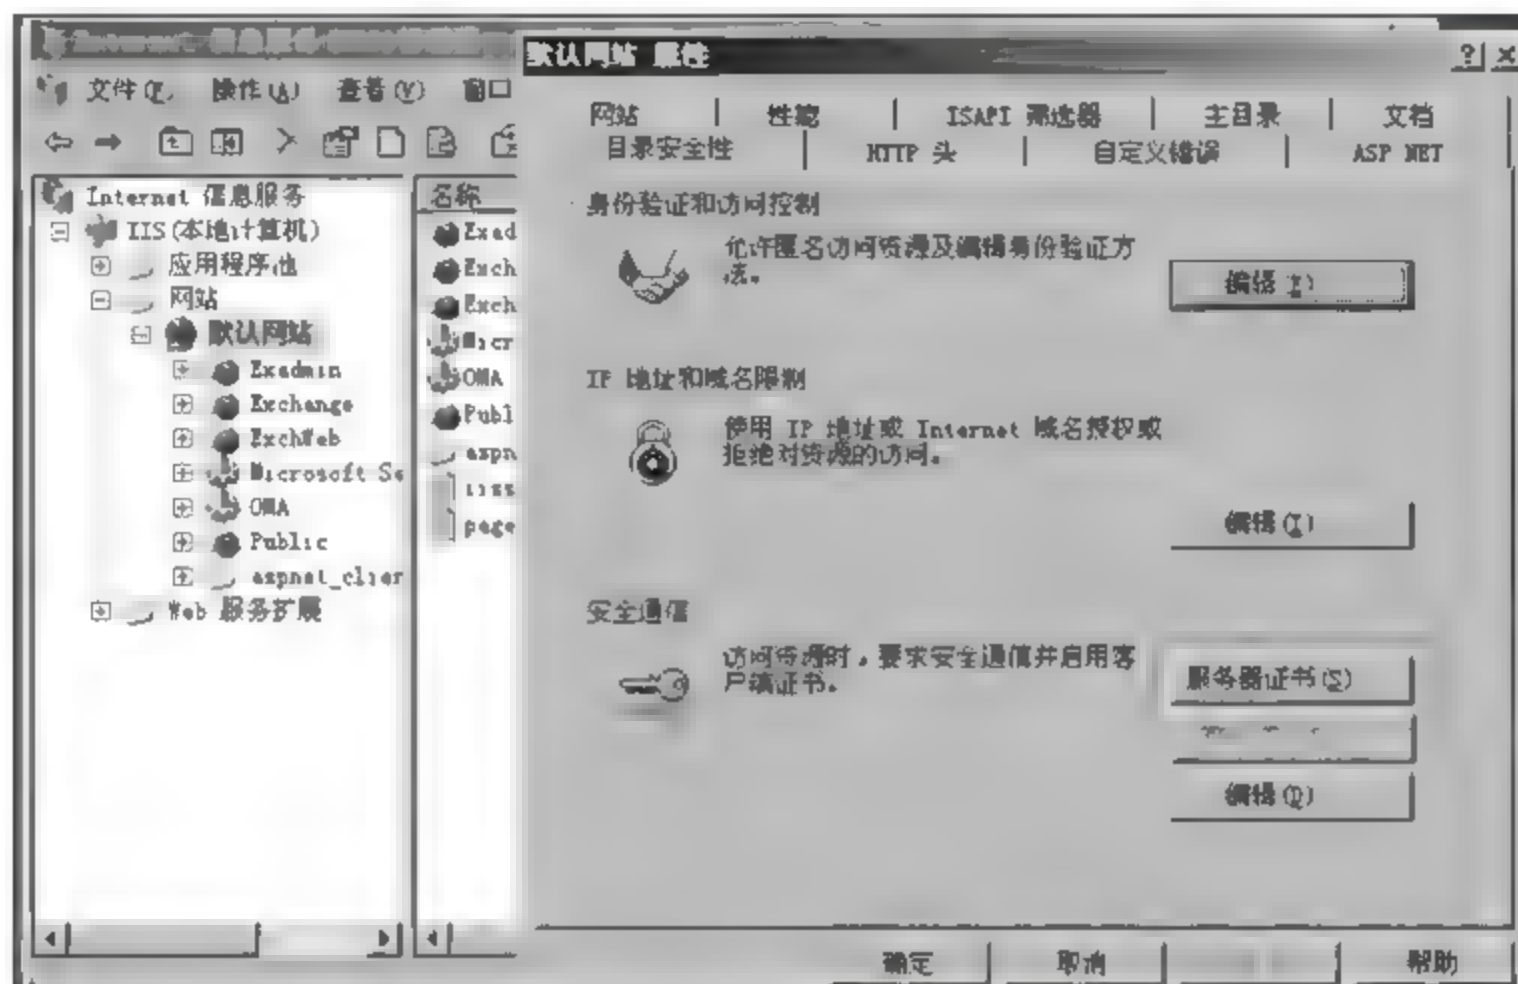 默认网站 属性
文件(F) 操作(A) 查看(V) 窗口
网站 性能 ISAPI 筛选器 主目录 文档
目录安全性 HTTP 头 自定义错误 ASP NET
Internet 信息服务
IIS(本地计算机)
应用程序池
网站
默认网站
Exadmin
Exchange
ExchWeb
Microsoft Se
OMA
Public
aspnet_clier
Web 服务扩展
名称
Exad
Exch
Exch
Micr
OMA
Publ
aspn
iiss
page
身份验证和访问控制
允许匿名访问资源及编辑身份验证方
法。
编辑
IP 地址和域名限制
使用 IP 地址或 Internet 域名授权或
拒绝对资源的访问。
编辑(I)
安全通信
访问资源时，要求安全通信并启用客
户端证书。
服务器证书(S)
编辑(D)
确定 取消 帮助